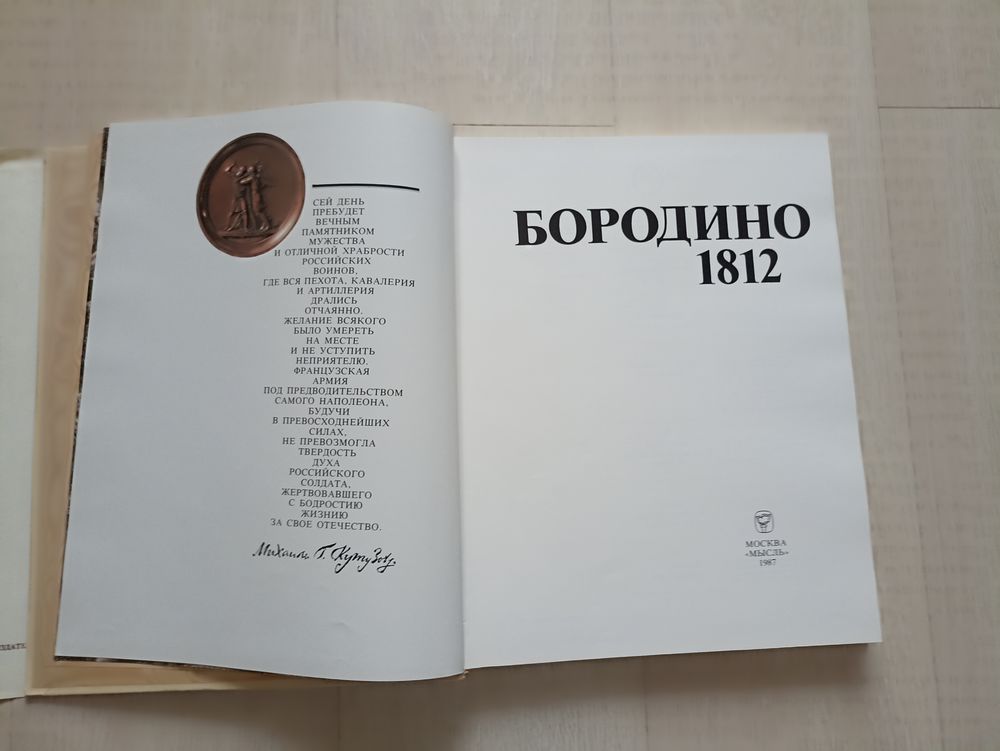 СЕЙ ДЕНЬ
ПРЕБУДЕТ
ВЕЧНЫМ
ПАМЯТНИКОМ
МУЖЕСТВА
И ОТЛИЧНОЙ ХРАБРОСТИ
РОССИЙСКИХ
ВОИНОВ,
ГДЕ ВСЯ ПЕХОТА, КАВАЛЕРИЯ
И АРТИЛЛЕРИЯ
ДРАЛИСЬ
ОТЧАЯННО.
ЖЕЛАНИЕ ВСЯКОГО
БЫЛО УМЕРЕТЬ
НА МЕСТЕ
И НЕ УСТУПИТЬ
НЕПРИЯТЕЛЮ.
ФРАНЦУЗСКАЯ
АРМИЯ
ПОД ПРЕДВОДИТЕЛЬСТВОМ
САМОГО НАПОЛЕОНА,
БУДУЧИ
В ПРЕВОСХОДНЕЙШИХ
СИЛАХ,
НЕ ПРЕВОЗМОГЛА
ТВЕРДОСТЬ
ДУХА
РОССИЙСКОГО
СОЛДАТА,
ЖЕРТВОВАВШЕГО
С БОДРОСТИЮ
ЖИЗНИЮ
ЗА СВОЕ ОТЕЧЕСТВО.
Михаил Г. Кутузов
БОРОДИНО
1812
МОСКВА
«МЫСЛЬ»
1987